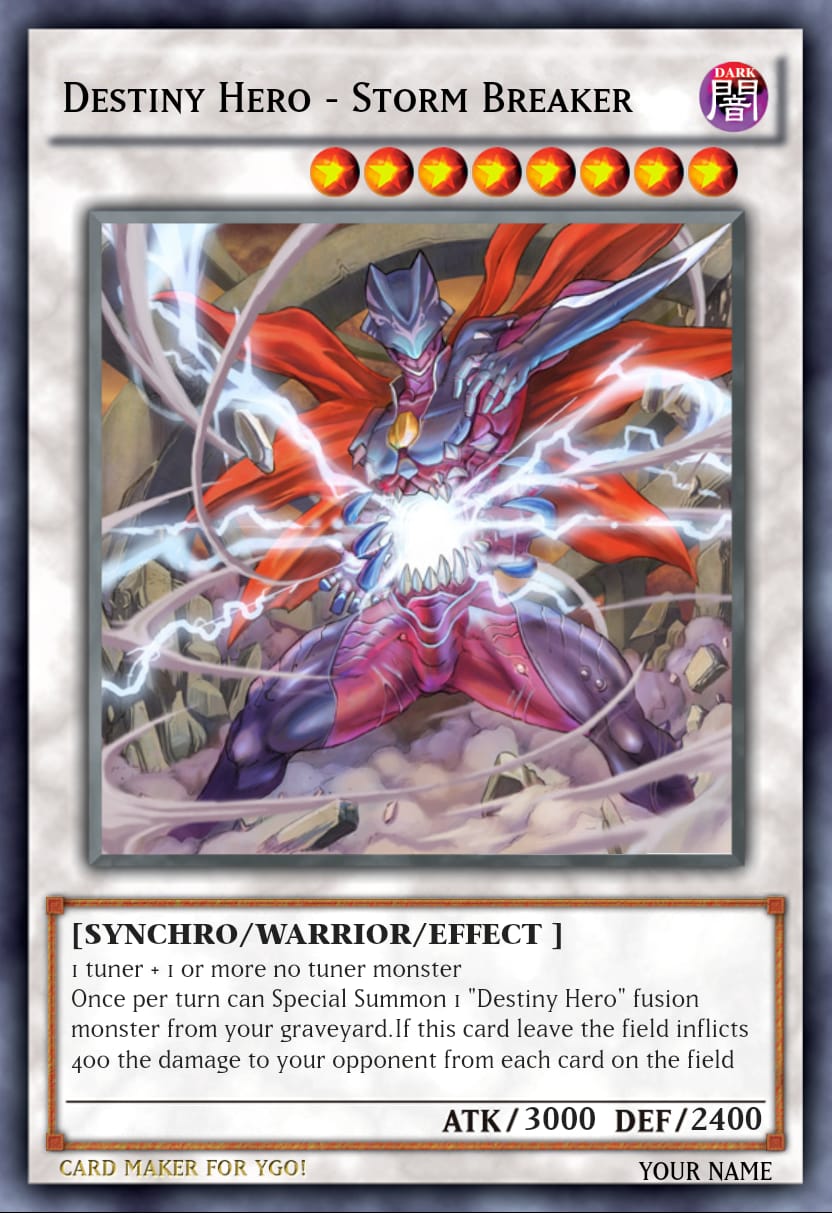 Destiny Hero - Storm Breaker
DARK
闇
[SYNCHRO/WARRIOR/EFFECT ]
1 tuner + 1 or more no tuner monster
Once per turn can Special Summon 1 "Destiny Hero" fusion
monster from your graveyard.If this card leave the field inflicts
400 the damage to your opponent from each card on the field
ATK/3000 DEF/2400
CARD MAKER FOR YGO!
YOUR NAME